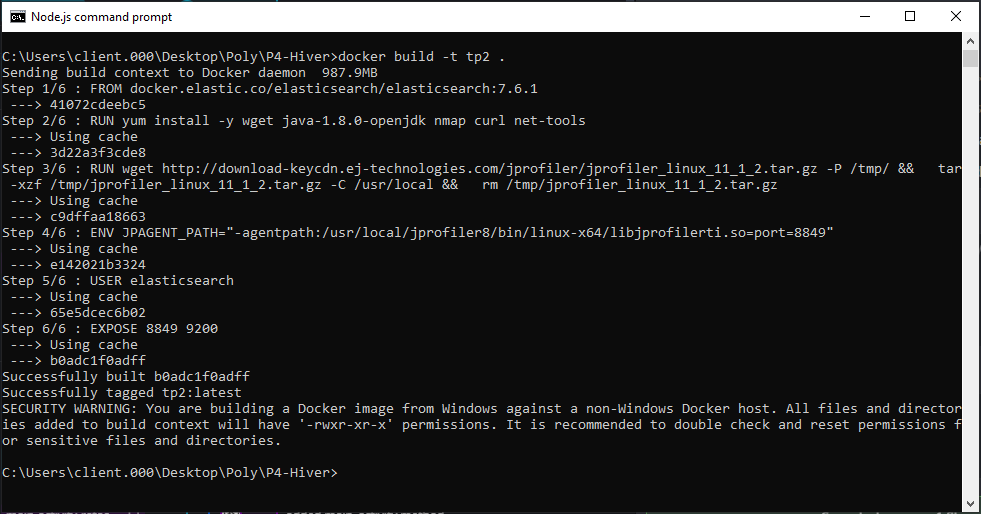 Node.js command prompt
C:\Users\client.000\Desktop\Poly\P4-Hiver>docker build -t tp2 .
Sending build context to Docker daemon  987.9MB
Step 1/6 : FROM docker.elastic.co/elasticsearch/elasticsearch:7.6.1
 ---> 41072cdeebc5
Step 2/6 : RUN yum install -y wget java-1.8.0-openjdk nmap curl net-tools
 ---> Using cache
 ---> 3d22a3f3cde8
Step 3/6 : RUN wget http://download-keycdn.ej-technologies.com/jprofiler/jprofiler_linux_11_1_2.tar.gz -P /tmp/ &&   tar
 -xzf /tmp/jprofiler_linux_11_1_2.tar.gz -C /usr/local &&   rm /tmp/jprofiler_linux_11_1_2.tar.gz
 ---> Using cache
 ---> c9dffaa18663
Step 4/6 : ENV JPAGENT_PATH="-agentpath:/usr/local/jprofiler8/bin/linux-x64/libjprofilerti.so=port=8849"
 ---> Using cache
 ---> e142021b3324
Step 5/6 : USER elasticsearch
 ---> Using cache
 ---> 65e5dcec6b02
Step 6/6 : EXPOSE 8849 9200
 ---> Using cache
 ---> b0adc1f0adff
Successfully built b0adc1f0adff
Successfully tagged tp2:latest
SECURITY WARNING: You are building a Docker image from Windows against a non-Windows Docker host. All files and director
ies added to build context will have '-rwxr-xr-x' permissions. It is recommended to double check and reset permissions f
or sensitive files and directories.
C:\Users\client.000\Desktop\Poly\P4-Hiver>